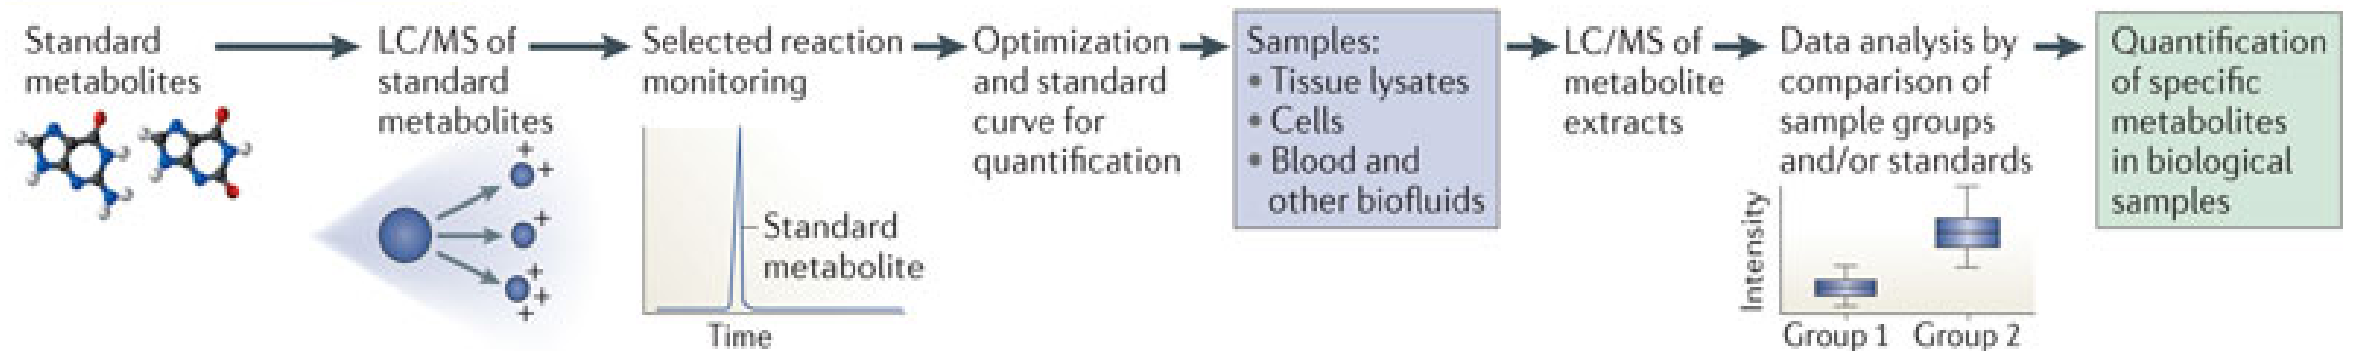 Standard
metabolites
LC/MS of
standard
metabolites
+
+
+
+
+
+
Selected reaction
monitoring
Standard
metabolite
Time
Optimization
and standard
curve for
quantification
Samples:
• Tissue lysates
• Cells
• Blood and
other biofluids
LC/MS of
metabolite
extracts
Data analysis by
comparison of
sample groups
and/or standards
Intensity
Group 1 Group 2
Quantification
of specific
metabolites
in biological
samples